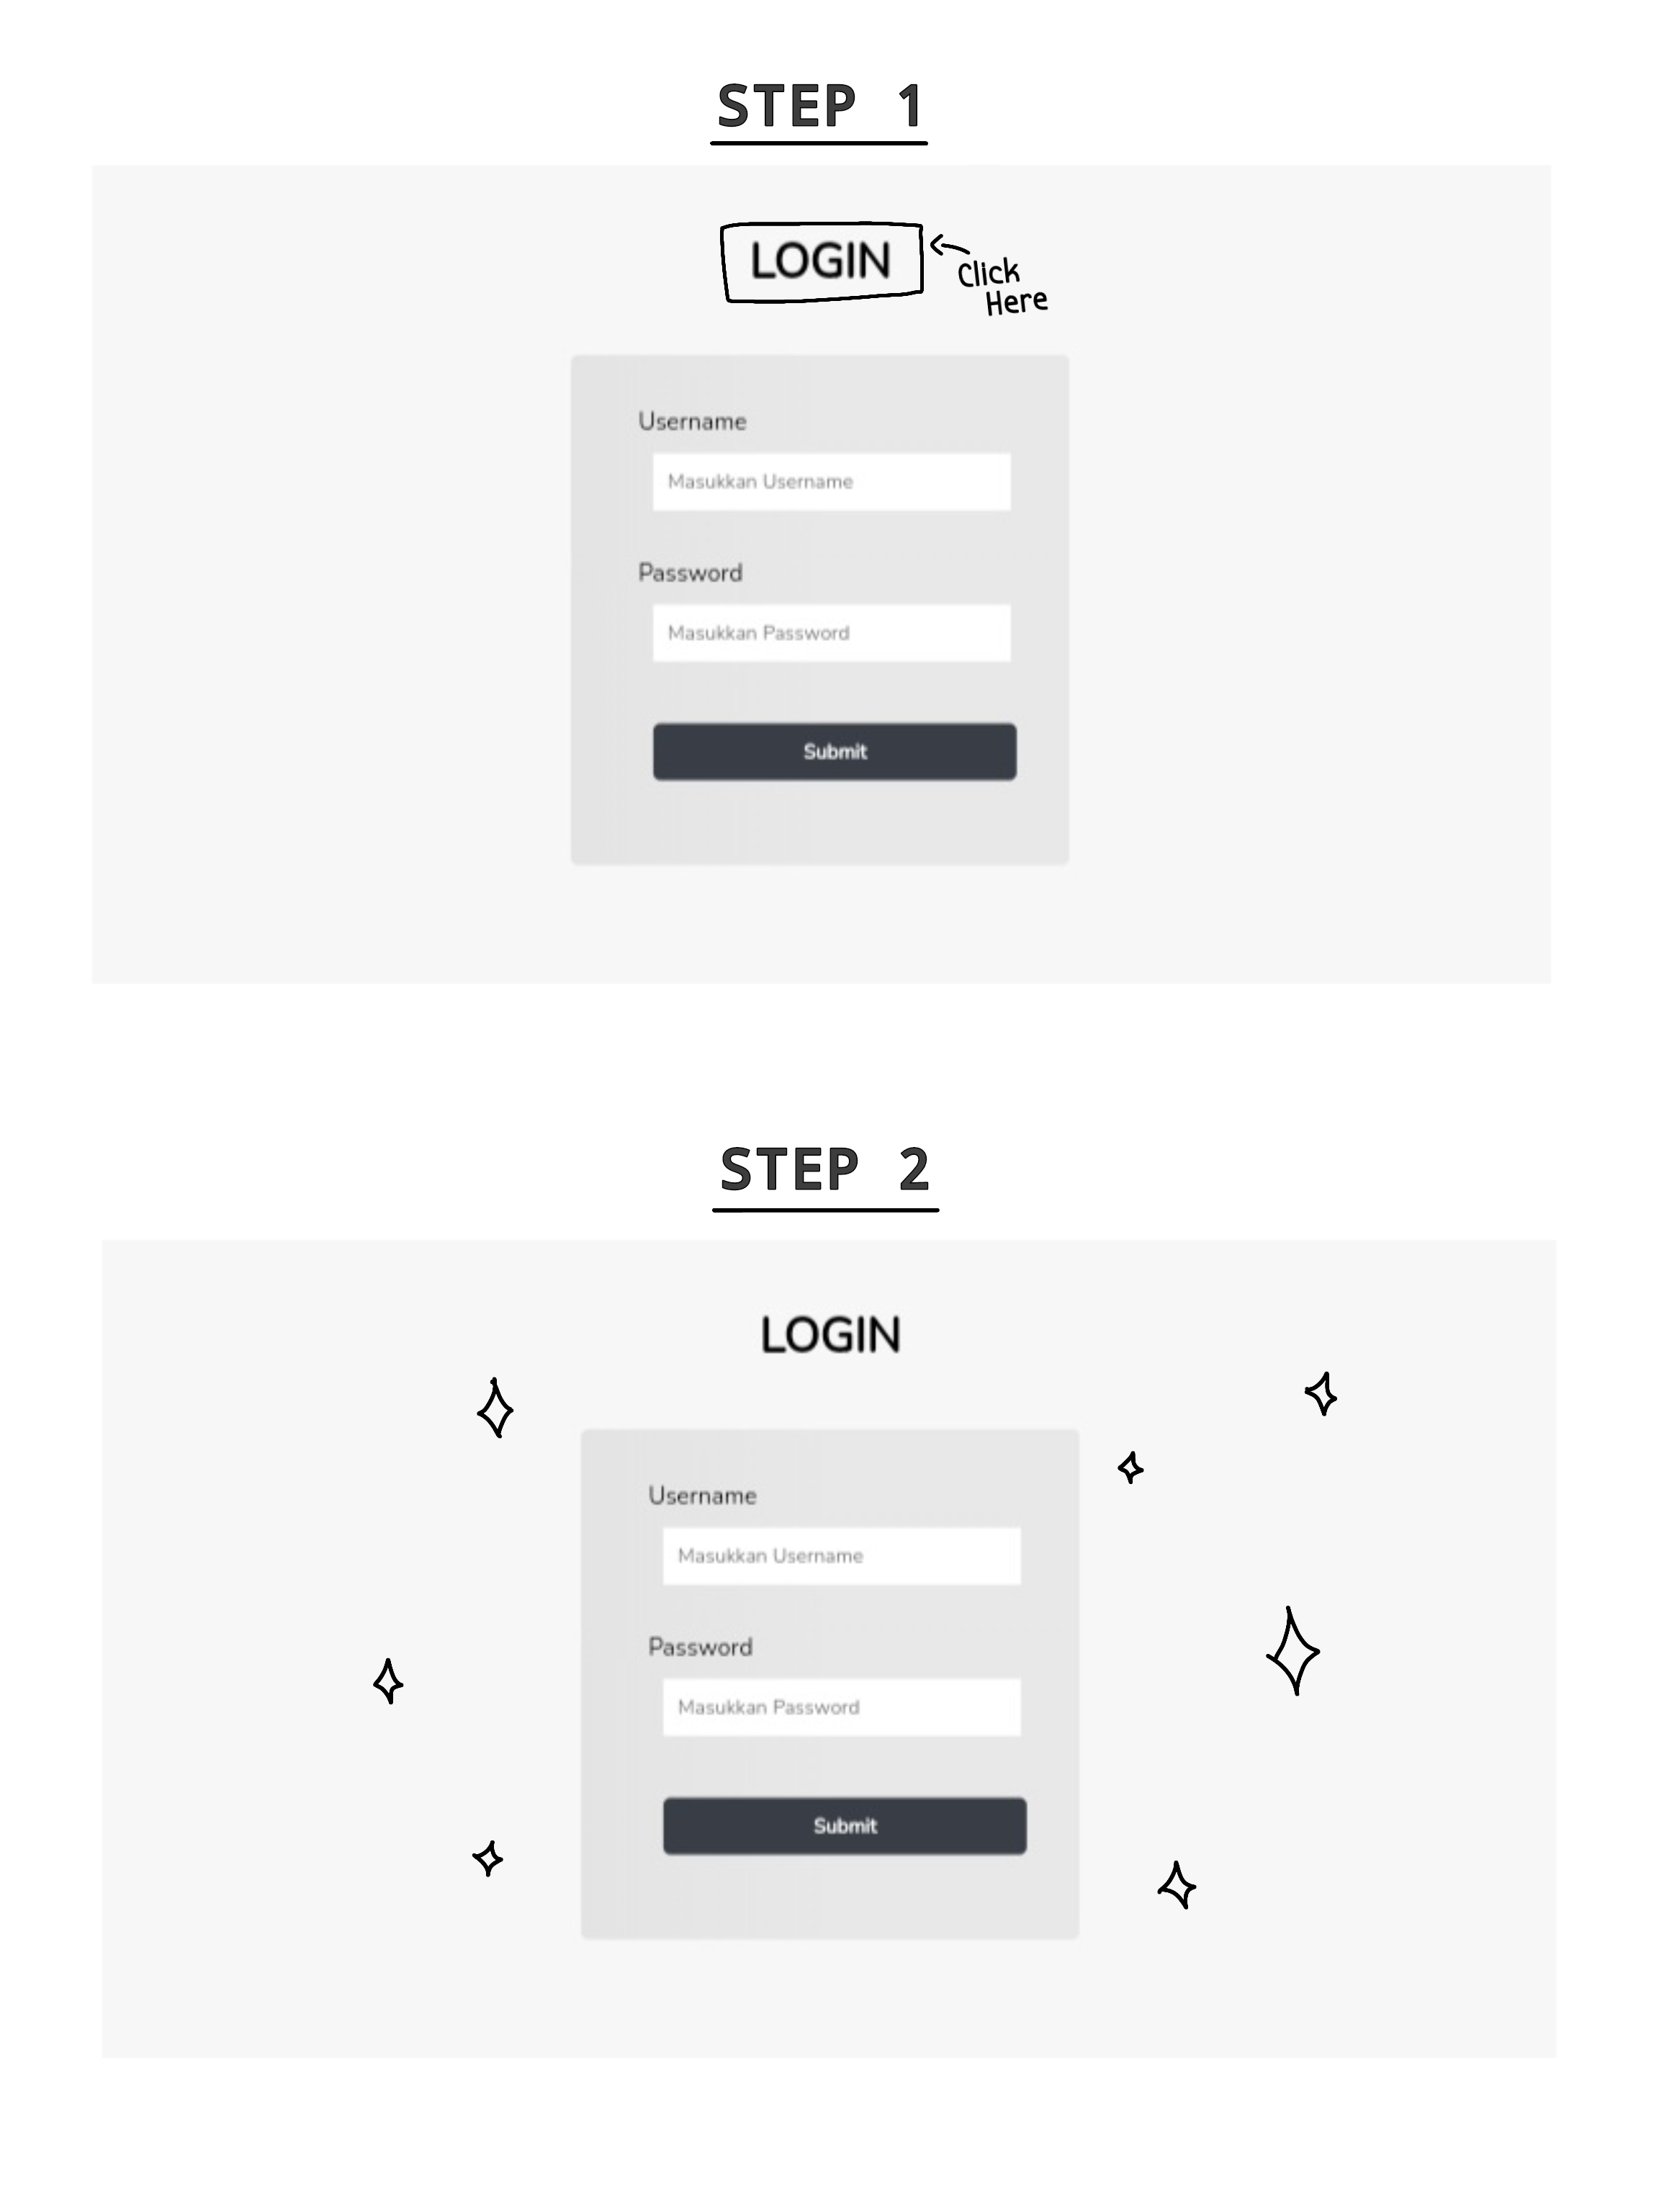 STEP 1
LOGIN
Click
Here
Username
Masukkan Username
Password
Masukkan Password
Submit
STEP 2
LOGIN
Username
Masukkan Username
Password
Masukkan Password
Submit